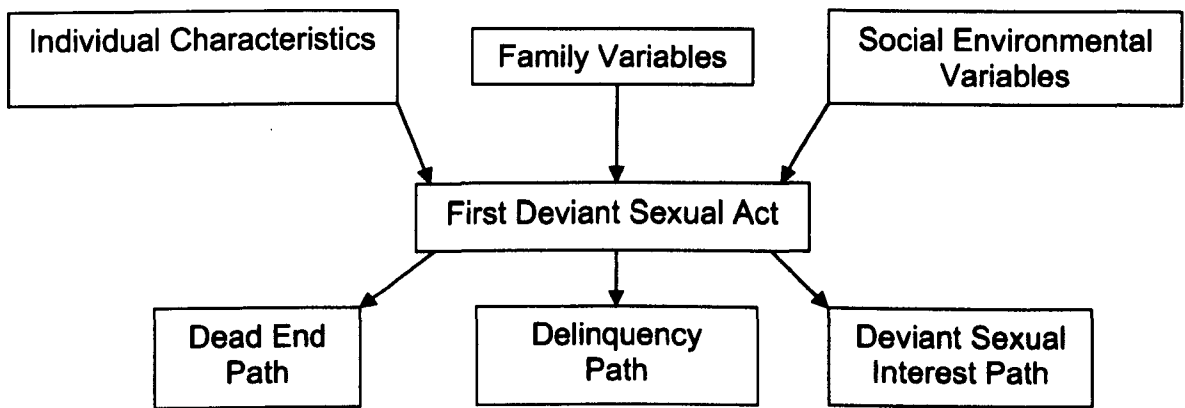 Individual Characteristics
Family Variables
Social Environmental
Variables
First Deviant Sexual Act
Dead End
Path
Delinquency
Path
Deviant Sexual
Interest Path